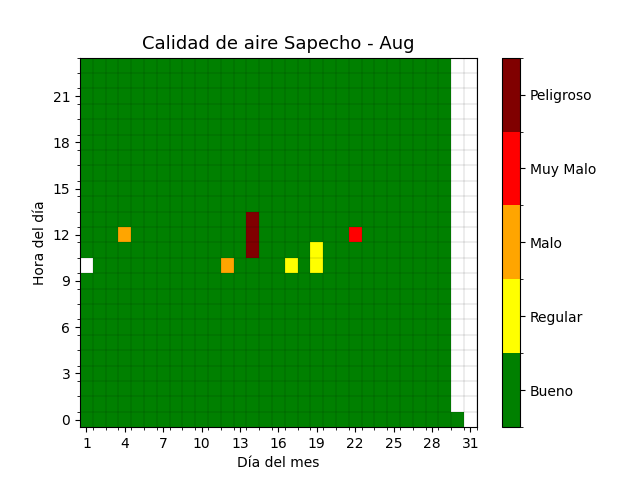 Calidad de aire Sapecho - Aug
Hora del día
21
18
15
12
9
6
3
0
1 4 7 10 13 16 19 22 25 28 31
Día del mes
Peligroso
Muy Malo
Malo
Regular
Bueno